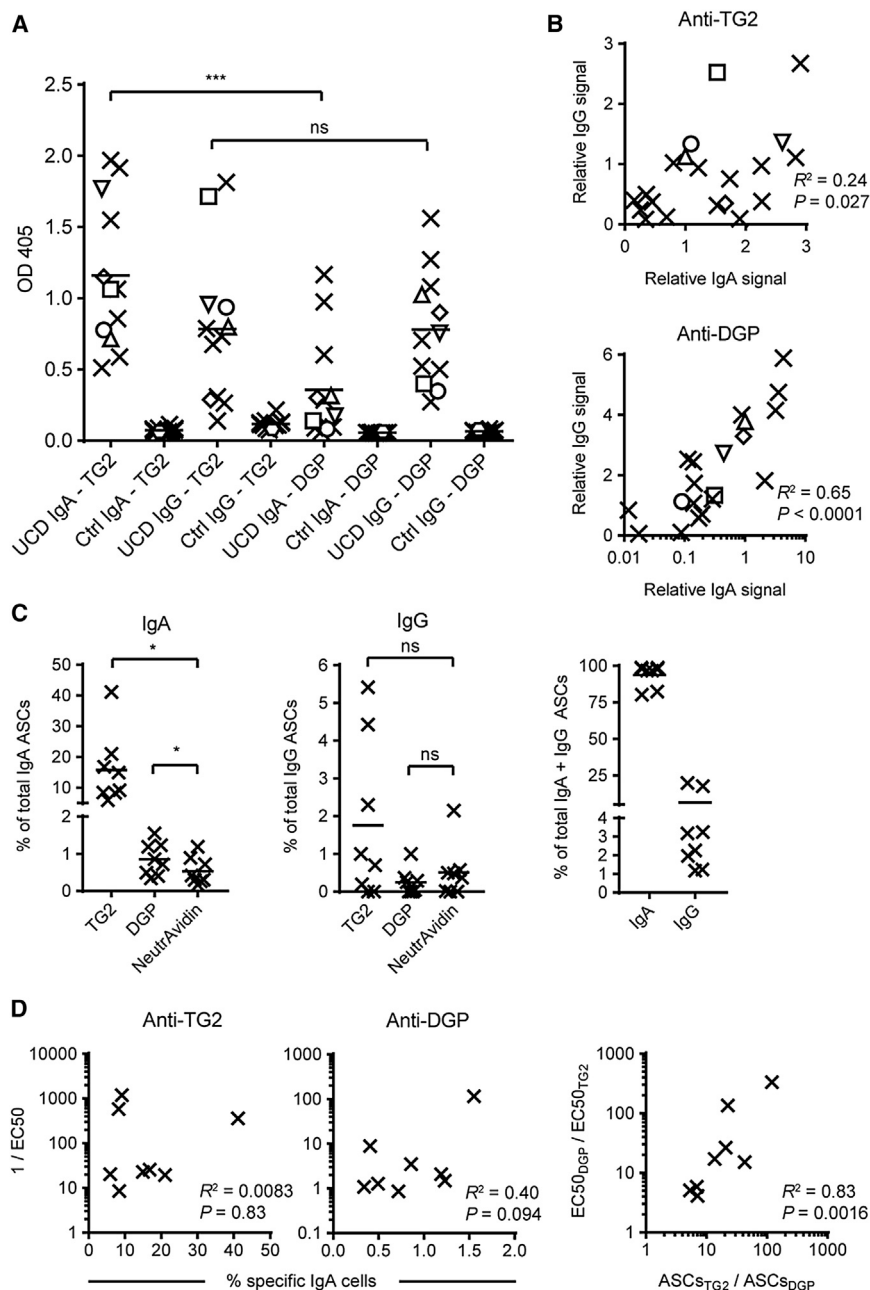 A
2.5
2.0
1.5
1.0
0.5
0.0
OD 405
***
ns
UCD IgA - TG2
Ctrl IgA - TG2
UCD IgG - TG2
Ctrl IgG - TG2
UCD IgA - DGP
Ctrl IgA - DGP
UCD IgG - DGP
Ctrl IgG - DGP
B
Anti-TG2
Relative IgG signal
3
2
1
0
R² = 0.24
P = 0.027
0 1 2 3
Relative IgA signal
Anti-DGP
Relative IgG signal
6
4
2
0
R² = 0.65
P < 0.0001
0.01 0.1 1 10
Relative IgA signal
C
IgA
% of total IgA ASCs
50
40
30
20
10
2
1
0
*
*
TG2
DGP
NeutrAvidin
IgG
% of total IgG ASCs
6
5
4
3
2
1
0
ns
ns
TG2
DGP
NeutrAvidin
% of total IgA + IgG ASCs
100
75
50
25
4
3
2
1
0
IgA
IgG
D
Anti-TG2
1 / EC50
10000
1000
100
10
1
R² = 0.0083
P = 0.83
0 10 20 30 40 50
Anti-DGP
1000
100
10
1
0.1
R² = 0.40
P = 0.094
0.0 0.5 1.0 1.5 2.0
% specific IgA cells
EC50DGP / EC50TG2
1000
100
10
1
R² = 0.83
P = 0.0016
1 10 100 1000
ASCsTG2 / ASCsDGP